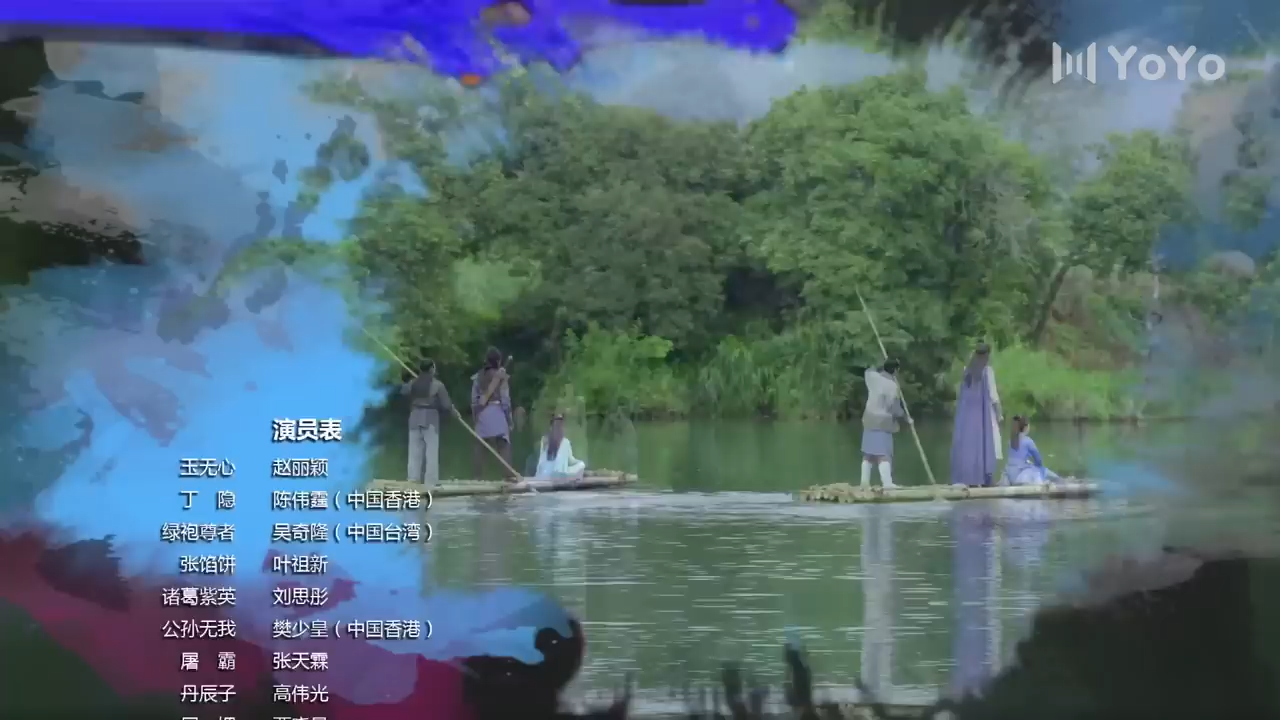 YoYo
演员表
玉无心 赵丽颖
丁 隐 陈伟霆（中国香港）
绿袍尊者 吴奇隆（中国台湾）
张馅饼 叶祖新
诸葛紫英 刘思彤
公孙无我 樊少皇（中国香港）
屠 霸 张天霖
丹辰子 高伟光